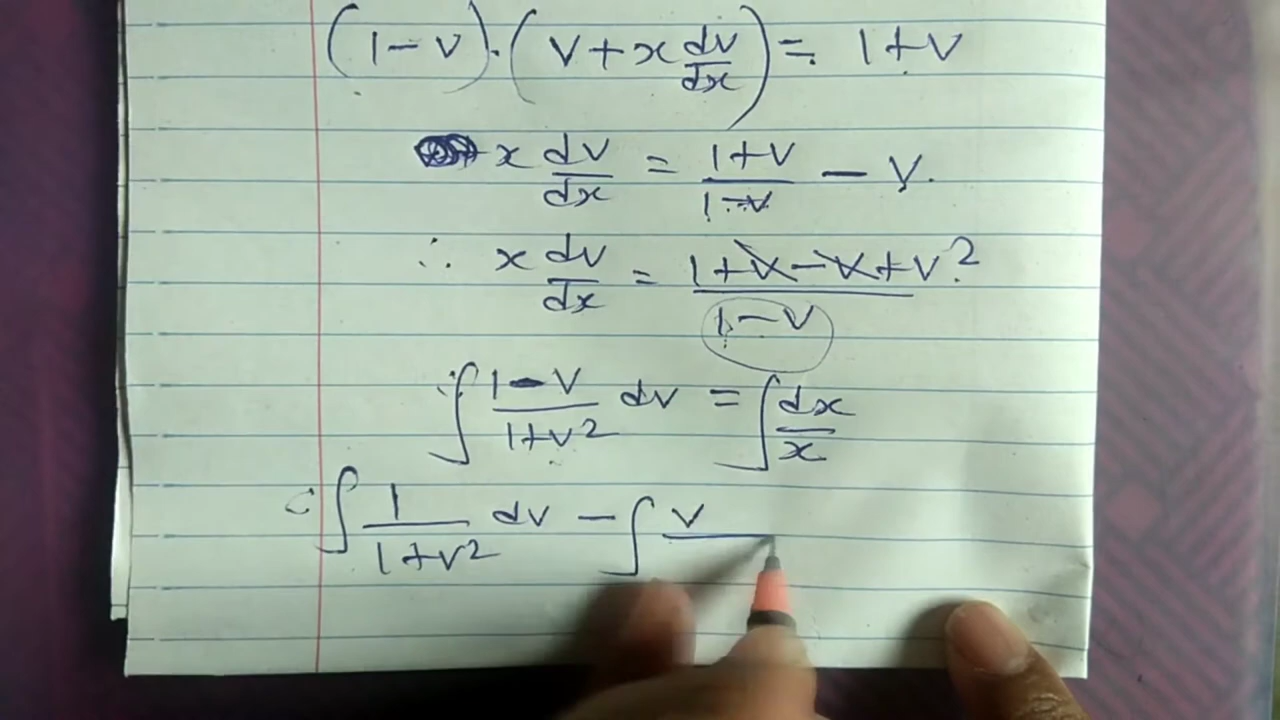 (1-v).(v+x dv/dx) = 1+v
x dv/dx = 1+v/1-v - v.
∴ x dv/dx = 1+v-v+v²/1-v
∫ 1-v/1+v² dv = ∫ dx/x
∫ 1/1+v² dv - ∫ v